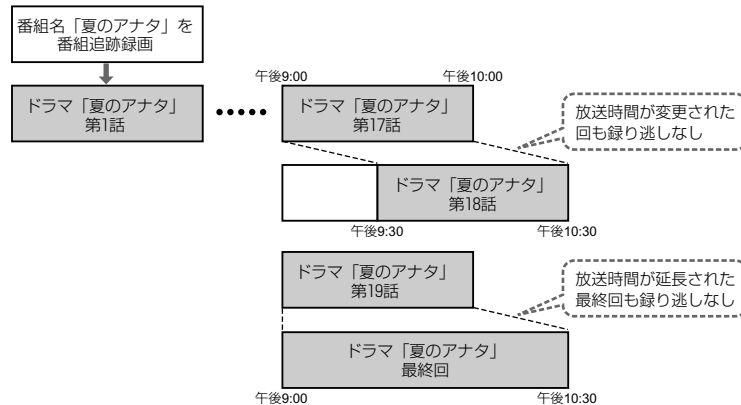 番組名「夏のアナタ」を
番組追跡録画
午後9:00
午後10:00
ドラマ「夏のアナタ」
第1話
•••••
ドラマ「夏のアナタ」
第17話
放送時間が変更された
回も録り逃しなし
ドラマ「夏のアナタ」
第18話
午後9:30
午後10:30
ドラマ「夏のアナタ」
第19話
放送時間が延長された
最終回も録り逃しなし
ドラマ「夏のアナタ」
最終回
午後9:00
午後10:30